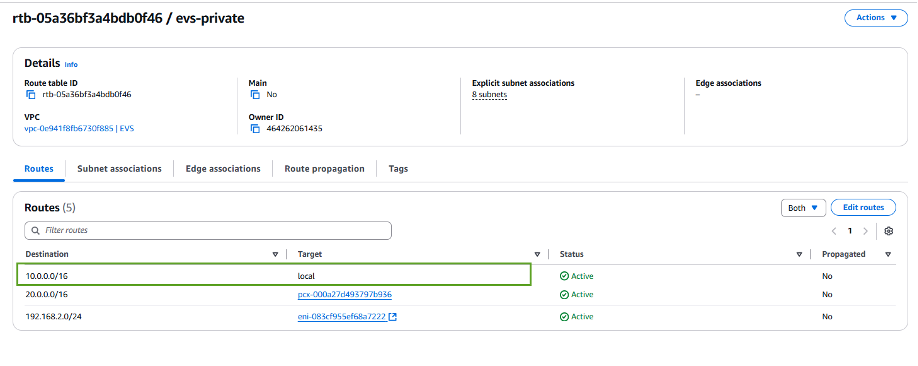 rtb-05a36bf3a4bdb0f46 / evs-private
Actions
Details Info
Route table ID
rtb-05a36bf3a4bdb0f46
Main
No
Explicit subnet associations
8 subnets
Edge associations
–
VPC
vpc-0e941f8fb6730f885 | EVS
Owner ID
464262061435
Routes
Subnet associations
Edge associations
Route propagation
Tags
Routes (5)
Both
Edit routes
Filter routes
1
Destination Target Status Propagated
10.0.0.0/16 local Active No
20.0.0.0/16 pcx-000a27d493797b936 Active No
192.168.2.0/24 eni-083cf955ef68a7222 Active No